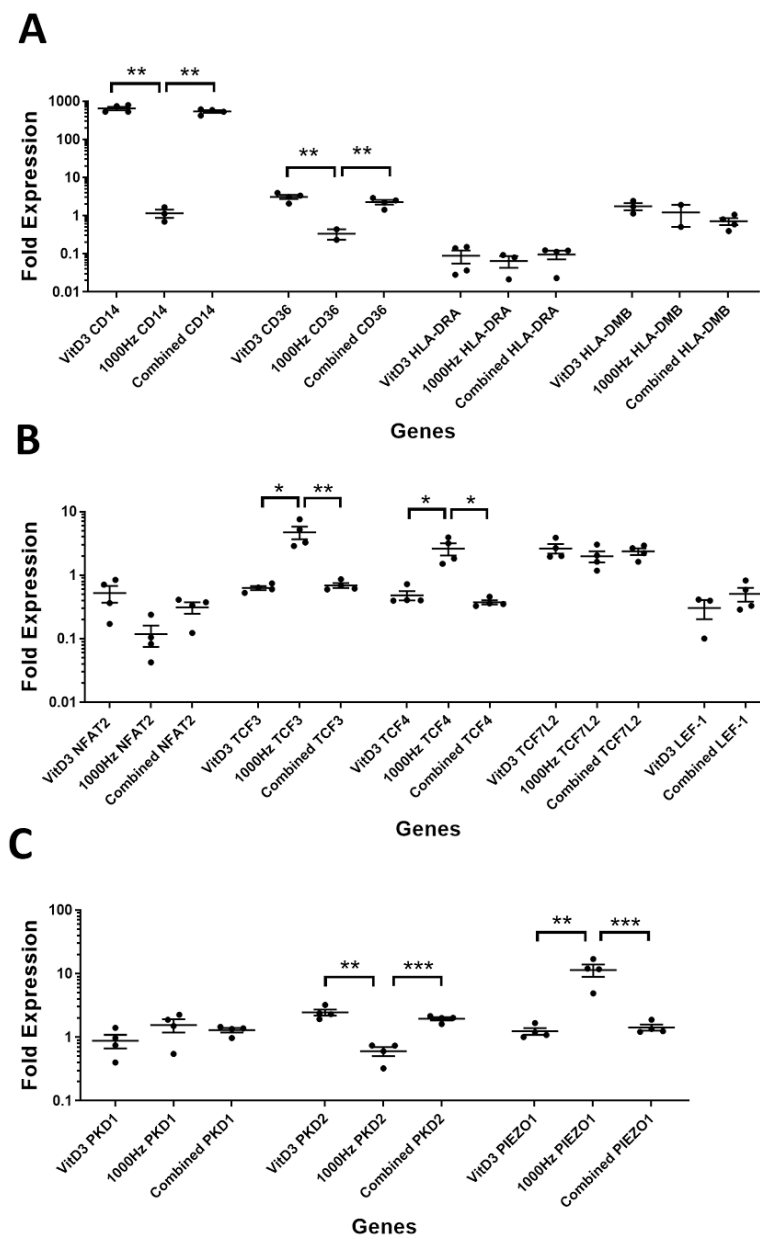 A
** **
1000
100
10
1
0.1
0.01
Fold Expression
** **
VitD3 CD14
1000Hz CD14
Combined CD14
VitD3 CD36
1000Hz CD36
Combined CD36
VitD3 HLA-DRA
1000Hz HLA-DRA
Combined HLA-DRA
VitD3 HLA-DMB
1000Hz HLA-DMB
Combined HLA-DMB
Genes
B
* ** * *
10
1
0.1
0.01
Fold Expression
VitD3 NFAT2
1000Hz NFAT2
Combined NFAT2
VitD3 TCF3
1000Hz TCF3
Combined TCF3
VitD3 TCF4
1000Hz TCF4
Combined TCF4
VitD3 TCF7L2
1000Hz TCF7L2
Combined TCF7L2
VitD3 LEF-1
Combined LEF-1
Genes
C
100
10
1
0.1
Fold Expression
** ***
** ***
VitD3 PKD1
1000Hz PKD1
Combined PKD1
VitD3 PKD2
1000Hz PKD2
Combined PKD2
VitD3 PIEZO1
1000Hz PIEZO1
Combined PIEZO1
Genes